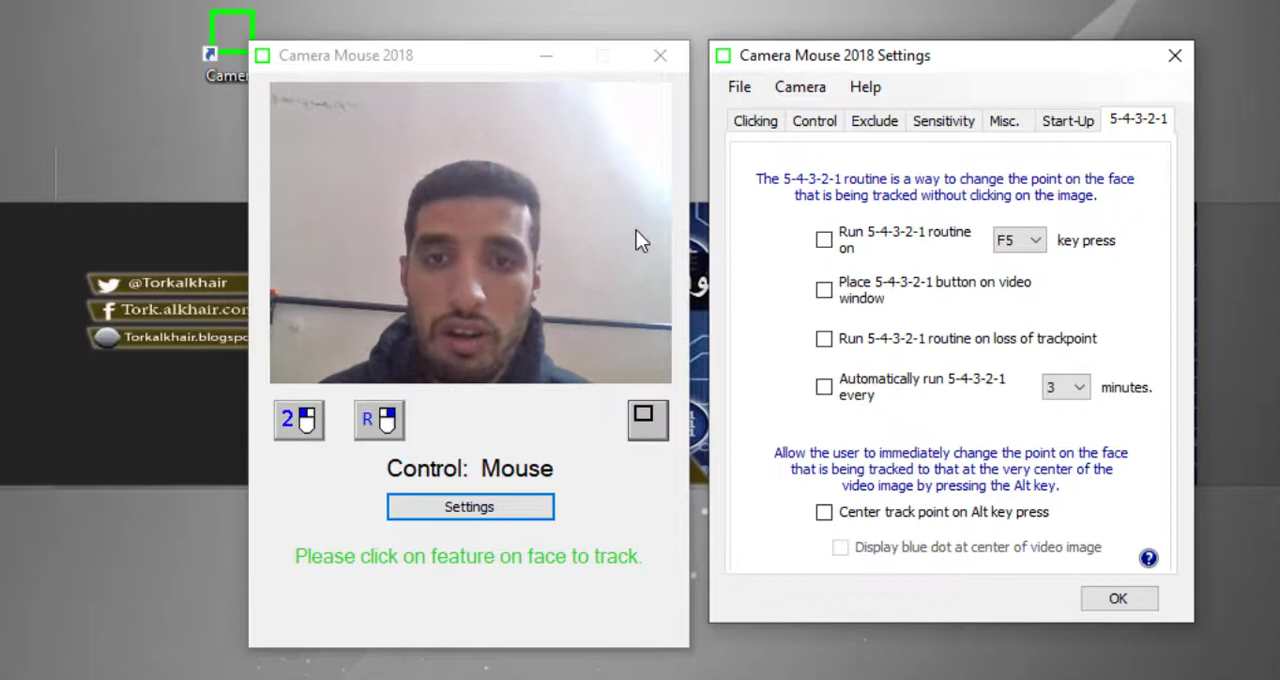 Came
Camera Mouse 2018
@Torkalkhair
Tork.alkhair.com
Torkalkhair.blogspo
2
R
Control: Mouse
Settings
Please click on feature on face to track.
Camera Mouse 2018 Settings
File Camera Help
Clicking Control Exclude Sensitivity Misc. Start-Up 5-4-3-2-1
The 5-4-3-2-1 routine is a way to change the point on the face
that is being tracked without clicking on the image.
Run 5-4-3-2-1 routine
on
F5
key press
Place 5-4-3-2-1 button on video
window
Run 5-4-3-2-1 routine on loss of trackpoint
Automatically run 5-4-3-2-1
every
3
minutes.
Allow the user to immediately change the point on the face
that is being tracked to that at the very center of the
video image by pressing the Alt key.
Center track point on Alt key press
Display blue dot at center of video image
?
OK